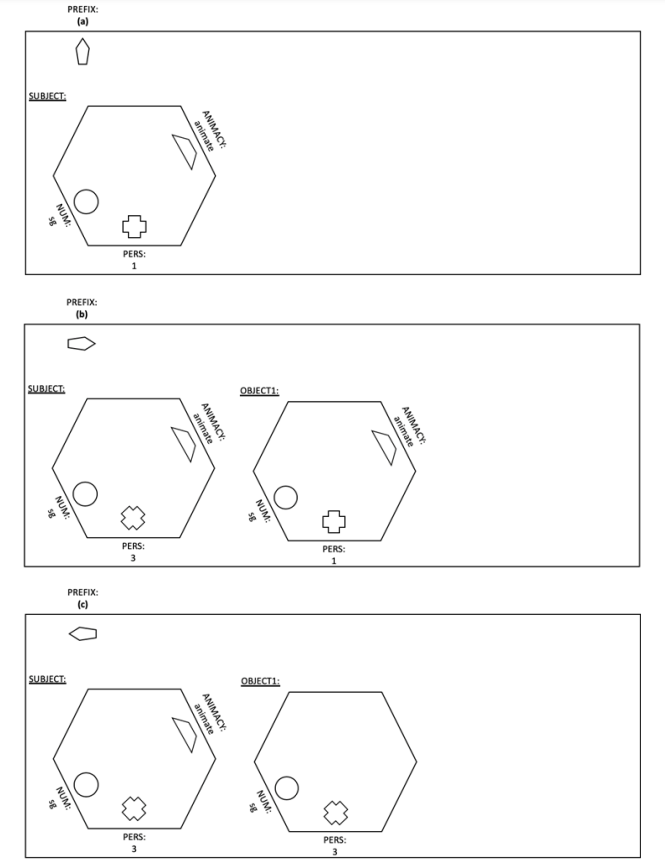 PREFIX:
(a)
SUBJECT:
ANIMACY:
animate
NUM:
sg
PERS:
1
PREFIX:
(b)
SUBJECT:
ANIMACY:
animate
NUM:
sg
PERS:
3
OBJECT1:
ANIMACY:
animate
NUM:
sg
PERS:
1
PREFIX:
(c)
SUBJECT:
ANIMACY:
animate
NUM:
sg
PERS:
3
OBJECT1:
NUM:
sg
PERS:
3